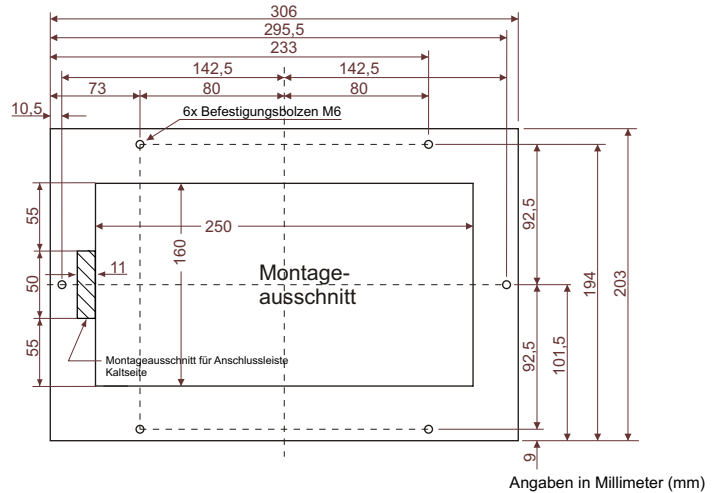 306
295,5
233
142,5 142,5
73 80 80
10,5
6x Befestigungsbolzen M6
55
50
55
11
250
160
Montage-
ausschnitt
92,5
92,5
194
203
101,5
9
Montageausschnitt für Anschlussleiste
Kaltseite
Angaben in Millimeter (mm)